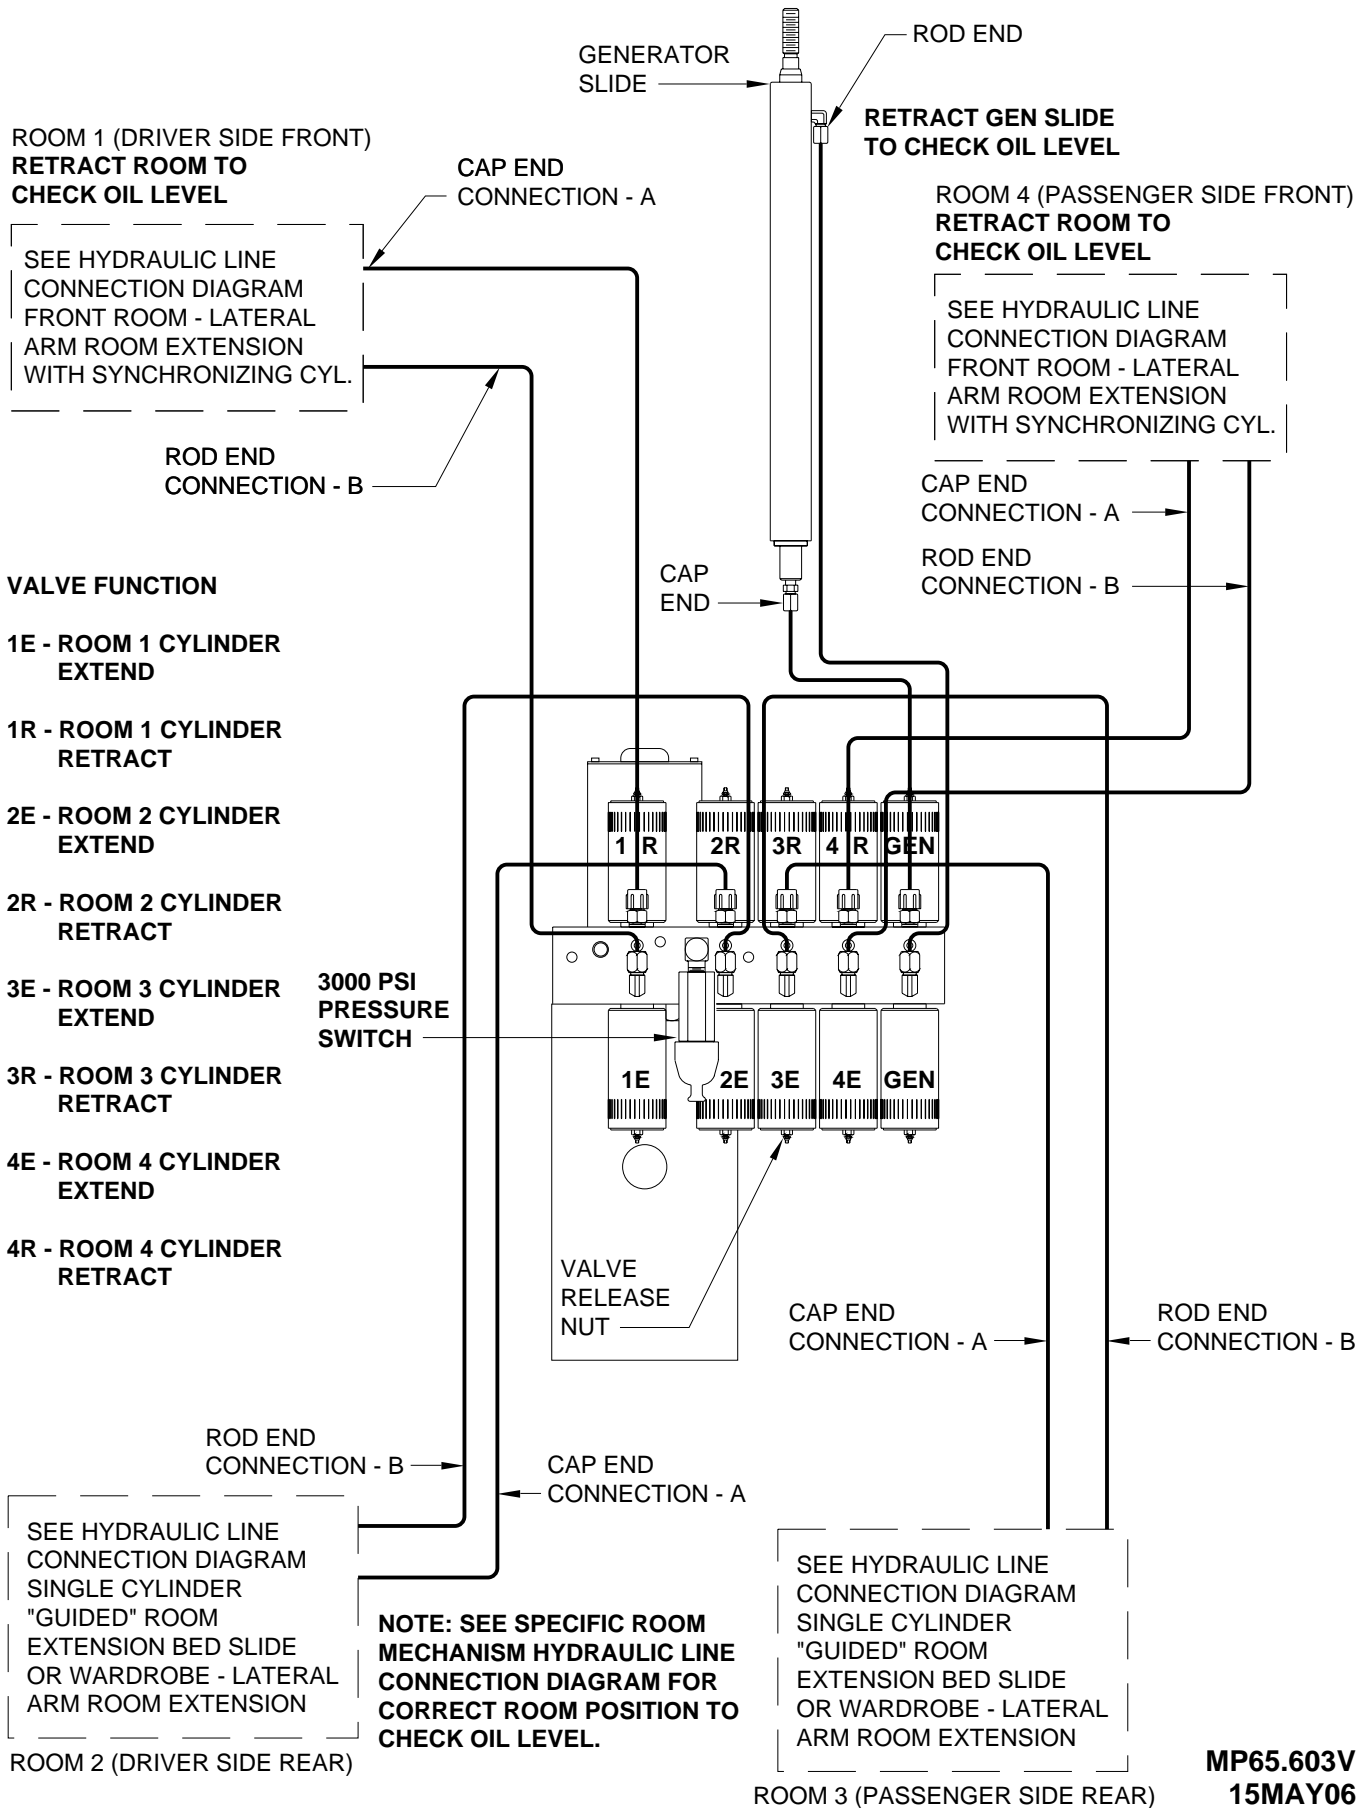 GENERATOR
SLIDE
ROD END
RETRACT GEN SLIDE
TO CHECK OIL LEVEL
ROOM 1 (DRIVER SIDE FRONT)
RETRACT ROOM TO
CHECK OIL LEVEL
CAP END
CONNECTION - A
SEE HYDRAULIC LINE
CONNECTION DIAGRAM
FRONT ROOM - LATERAL
ARM ROOM EXTENSION
WITH SYNCHRONIZING CYL.
ROD END
CONNECTION - B
ROOM 4 (PASSENGER SIDE FRONT)
RETRACT ROOM TO
CHECK OIL LEVEL
SEE HYDRAULIC LINE
CONNECTION DIAGRAM
FRONT ROOM - LATERAL
ARM ROOM EXTENSION
WITH SYNCHRONIZING CYL.
CAP END
CONNECTION - A
ROD END
CONNECTION - B
CAP
END
VALVE FUNCTION
1E - ROOM 1 CYLINDER
EXTEND
1R - ROOM 1 CYLINDER
RETRACT
2E - ROOM 2 CYLINDER
EXTEND
2R - ROOM 2 CYLINDER
RETRACT
3E - ROOM 3 CYLINDER
EXTEND
3R - ROOM 3 CYLINDER
RETRACT
4E - ROOM 4 CYLINDER
EXTEND
4R - ROOM 4 CYLINDER
RETRACT
1 R 2R 3R 4 R GEN
3000 PSI
PRESSURE
SWITCH
1E 2E 3E 4E GEN
VALVE
RELEASE
NUT
CAP END
CONNECTION - A
ROD END
CONNECTION - B
ROD END
CONNECTION - B
CAP END
CONNECTION - A
SEE HYDRAULIC LINE
CONNECTION DIAGRAM
SINGLE CYLINDER
"GUIDED" ROOM
EXTENSION BED SLIDE
OR WARDROBE - LATERAL
ARM ROOM EXTENSION
ROOM 2 (DRIVER SIDE REAR)
NOTE: SEE SPECIFIC ROOM
MECHANISM HYDRAULIC LINE
CONNECTION DIAGRAM FOR
CORRECT ROOM POSITION TO
CHECK OIL LEVEL.
SEE HYDRAULIC LINE
CONNECTION DIAGRAM
SINGLE CYLINDER
"GUIDED" ROOM
EXTENSION BED SLIDE
OR WARDROBE - LATERAL
ARM ROOM EXTENSION
ROOM 3 (PASSENGER SIDE REAR)
MP65.603V
15MAY06